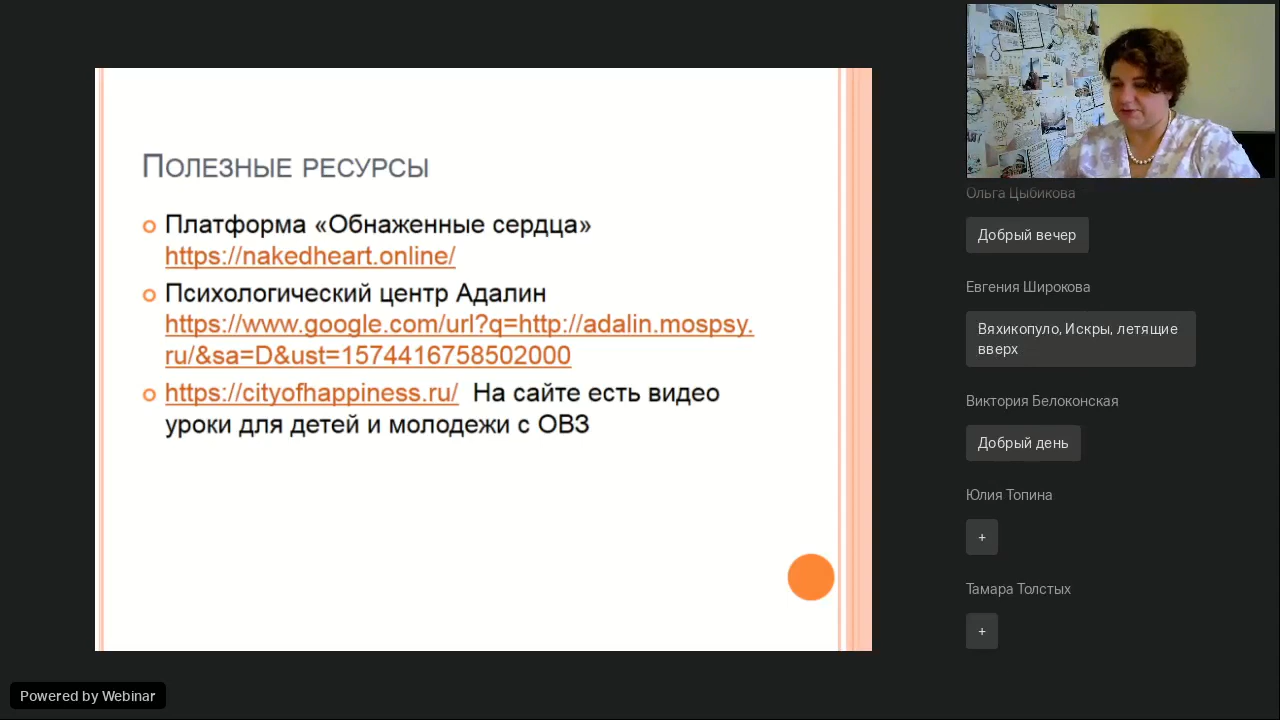 Полезные ресурсы
Платформа «Обнаженные сердца»
https://nakedheart.online/
Психологический центр Адалин
https://www.google.com/url?q=http://adalin.mospsy.
ru/&sa=D&ust=1574416758502000
https://cityofhappiness.ru/ На сайте есть видео
уроки для детей и молодежи с ОВЗ
Ольга Цыбикова
Добрый вечер
Евгения Широкова
Вяхикопуло, Искры, летящие
вверх
Виктория Белоконская
Добрый день
Юлия Топина
+
Тамара Толстых
+
Powered by Webinar